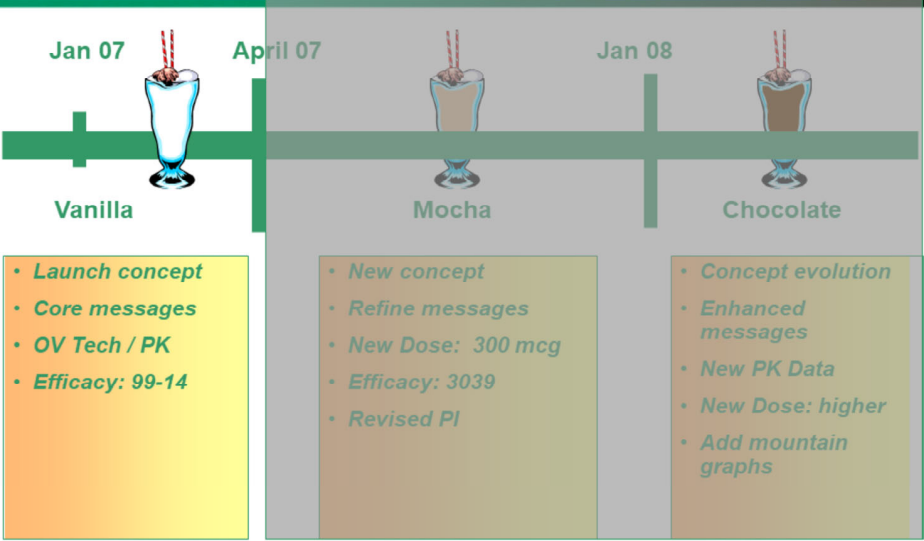 Jan 07
April 07
Jan 08
Vanilla
Mocha
Chocolate
• Launch concept
• Core messages
• OV Tech / PK
• Efficacy: 99-14
• New concept
• Refine messages
• New Dose:  300 mcg
• Efficacy: 3039
• Revised PI
• Concept evolution
• Enhanced
messages
• New PK Data
• New Dose: higher
• Add mountain
graphs